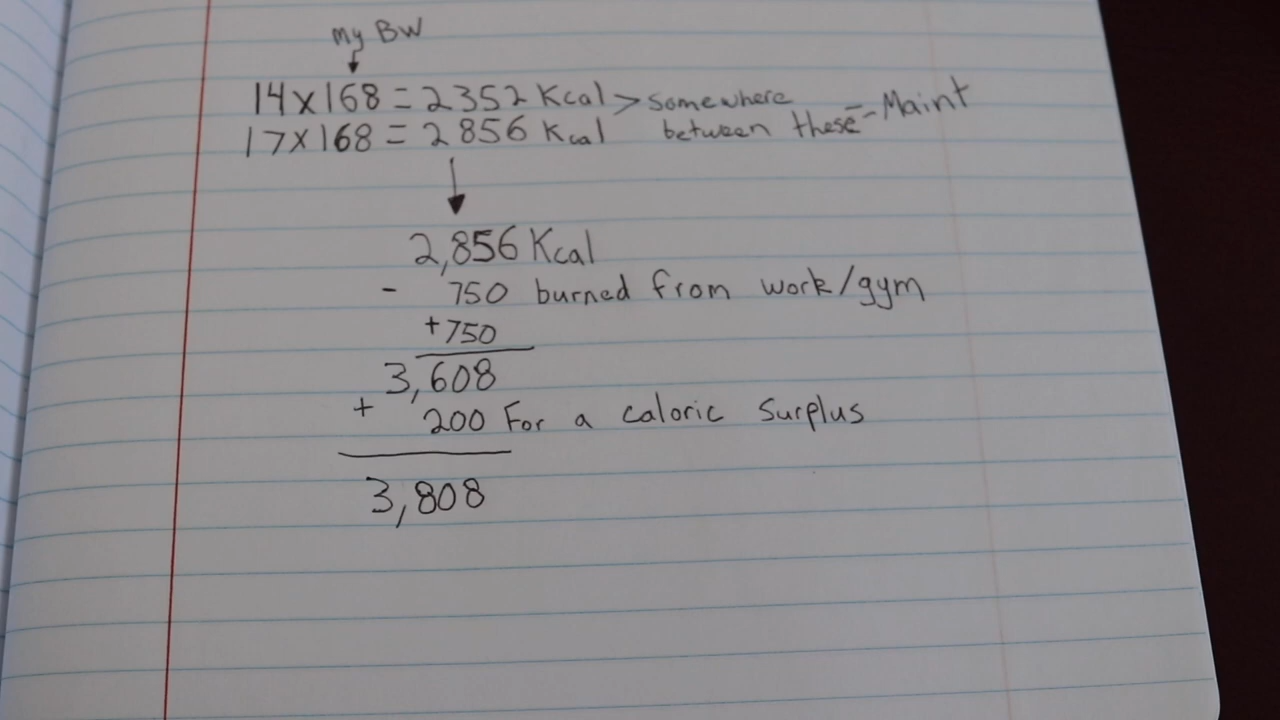 my BW
14x168 = 2352 Kcal > somewhere
17x168 = 2856 Kcal between these - Maint
2,856 Kcal
- 750 burned from work/gym
+750
3,608
+ 200 For a caloric surplus
3,808